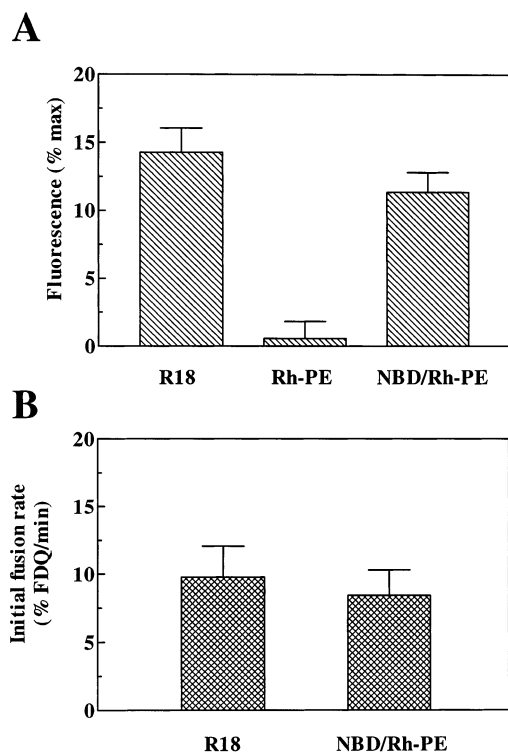 A
Fluorescence (% max)
20
15
10
5
0
R18 Rh-PE NBD/Rh-PE
B
Initial fusion rate
(% FDQ/min)
20
15
10
5
0
R18 NBD/Rh-PE